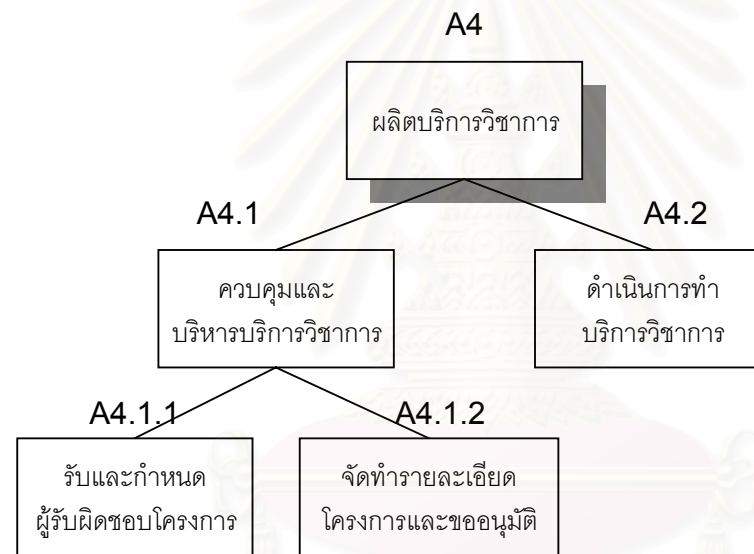 A4
ผลิตบริการวิชาการ
A4.1
A4.2
ควบคุมและ
บริหารบริการวิชาการ
ดำเนินการทำ
บริการวิชาการ
A4.1.1
A4.1.2
รับและกำหนด
ผู้รับผิดชอบโครงการ
จัดทำรายละเอียด
โครงการและขออนุมัติ